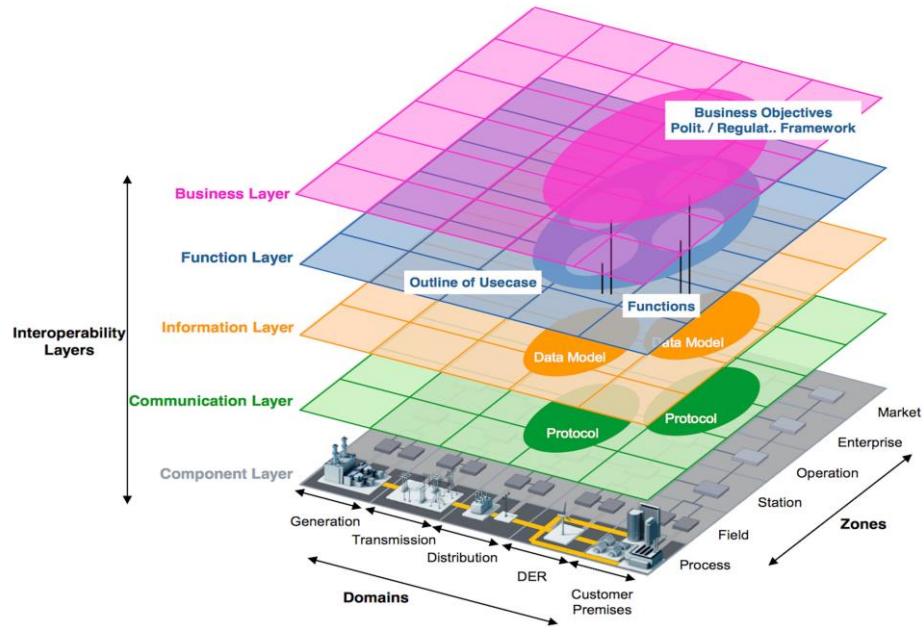 Business Objectives
Polit. / Regulat.. Framework
Business Layer
Function Layer
Outline of Usecase
Functions
Interoperability
Layers
Information Layer
Data Model
Data Model
Communication Layer
Protocol
Protocol
Component Layer
Market
Enterprise
Operation
Station
Field
Process
Zones
Generation
Transmission
Distribution
DER
Customer
Premises
Domains